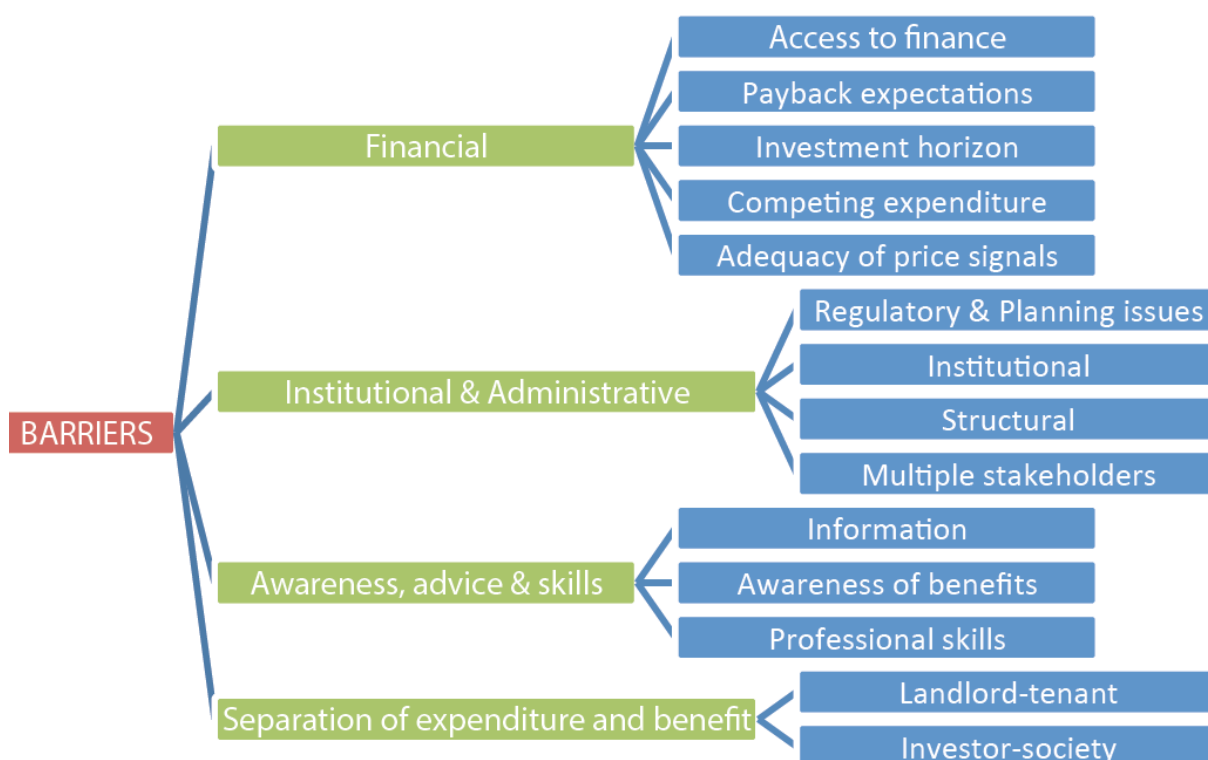 BARRIERS
Financial
Access to finance
Payback expectations
Investment horizon
Competing expenditure
Adequacy of price signals
Institutional & Administrative
Regulatory & Planning issues
Institutional
Structural
Multiple stakeholders
Awareness, advice & skills
Information
Awareness of benefits
Professional skills
Separation of expenditure and benefit
Landlord-tenant
Investor-society